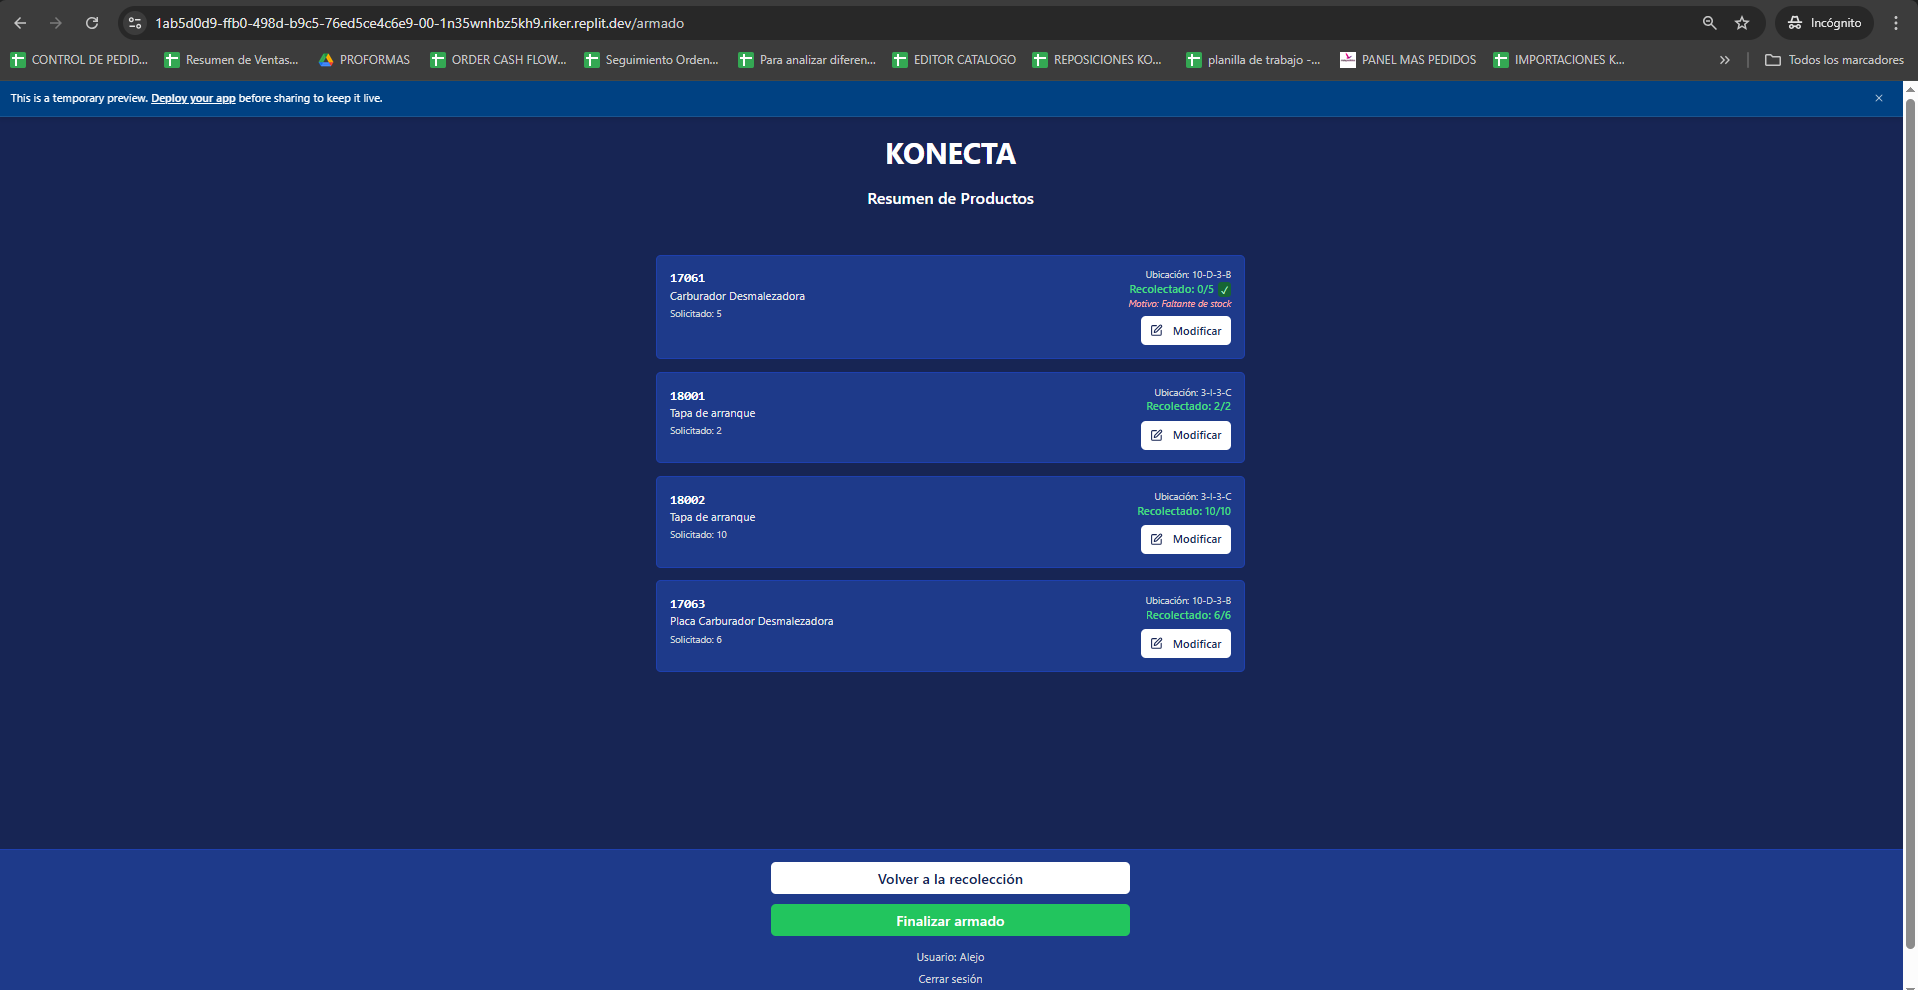 1ab5d0d9-ffb0-498d-b9c5-76ed5ce4c6e9-00-1n35wnhbz5kh9.riker.replit.dev/armado
Incógnito
CONTROL DE PEDID... Resumen de Ventas... PROFORMAS ORDER CASH FLOW... Seguimiento Orden... Para analizar diferen... EDITOR CATALOGO REPOSICIONES KO... planilla de trabajo -... PANEL MAS PEDIDOS IMPORTACIONES K... » Todos los marcadores
This is a temporary preview. Deploy your app before sharing to keep it live.
KONECTA
Resumen de Productos
17061
Carburador Desmalezadora
Solicitado: 5
Ubicación: 10-D-3-B
Recolectado: 0/5 ✓
Motivo: Faltante de stock
Modificar
18001
Tapa de arranque
Solicitado: 2
Ubicación: 3-I-3-C
Recolectado: 2/2
Modificar
18002
Tapa de arranque
Solicitado: 10
Ubicación: 3-I-3-C
Recolectado: 10/10
Modificar
17063
Placa Carburador Desmalezadora
Solicitado: 6
Ubicación: 10-D-3-B
Recolectado: 6/6
Modificar
Volver a la recolección
Finalizar armado
Usuario: Alejo
Cerrar sesión